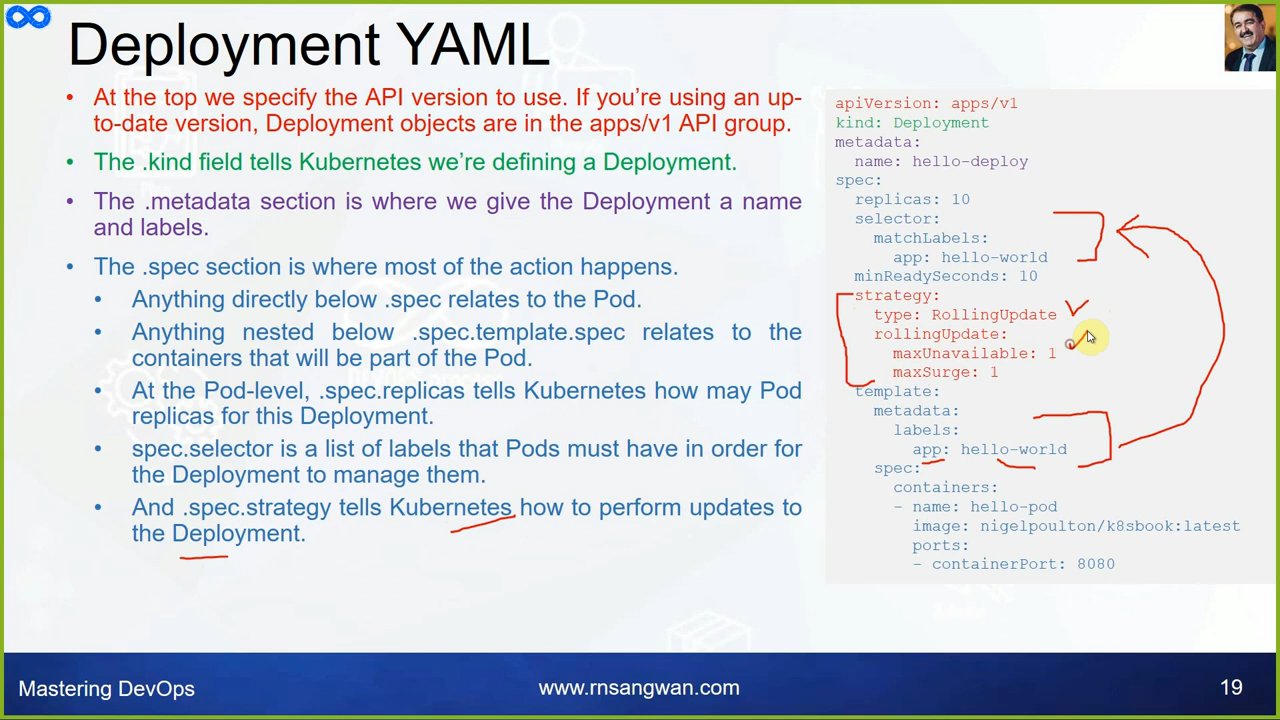 Deployment YAML
• At the top we specify the API version to use. If you’re using an up-
to-date version, Deployment objects are in the apps/v1 API group.
• The .kind field tells Kubernetes we’re defining a Deployment.
• The .metadata section is where we give the Deployment a name
and labels.
• The .spec section is where most of the action happens.
• Anything directly below .spec relates to the Pod.
• Anything nested below .spec.template.spec relates to the
containers that will be part of the Pod.
• At the Pod-level, .spec.replicas tells Kubernetes how may Pod
replicas for this Deployment.
• spec.selector is a list of labels that Pods must have in order for
the Deployment to manage them.
• And .spec.strategy tells Kubernetes how to perform updates to
the Deployment.
apiVersion: apps/v1
kind: Deployment
metadata:
  name: hello-deploy
spec:
  replicas: 10
  selector:
    matchLabels:
      app: hello-world
  minReadySeconds: 10
  strategy:
    type: RollingUpdate
    rollingUpdate:
      maxUnavailable: 1
      maxSurge: 1
  template:
    metadata:
      labels:
        app: hello-world
    spec:
      containers:
      - name: hello-pod
        image: nigelpoulton/k8sbook:latest
        ports:
        - containerPort: 8080
Mastering DevOps
www.rnsangwan.com
19